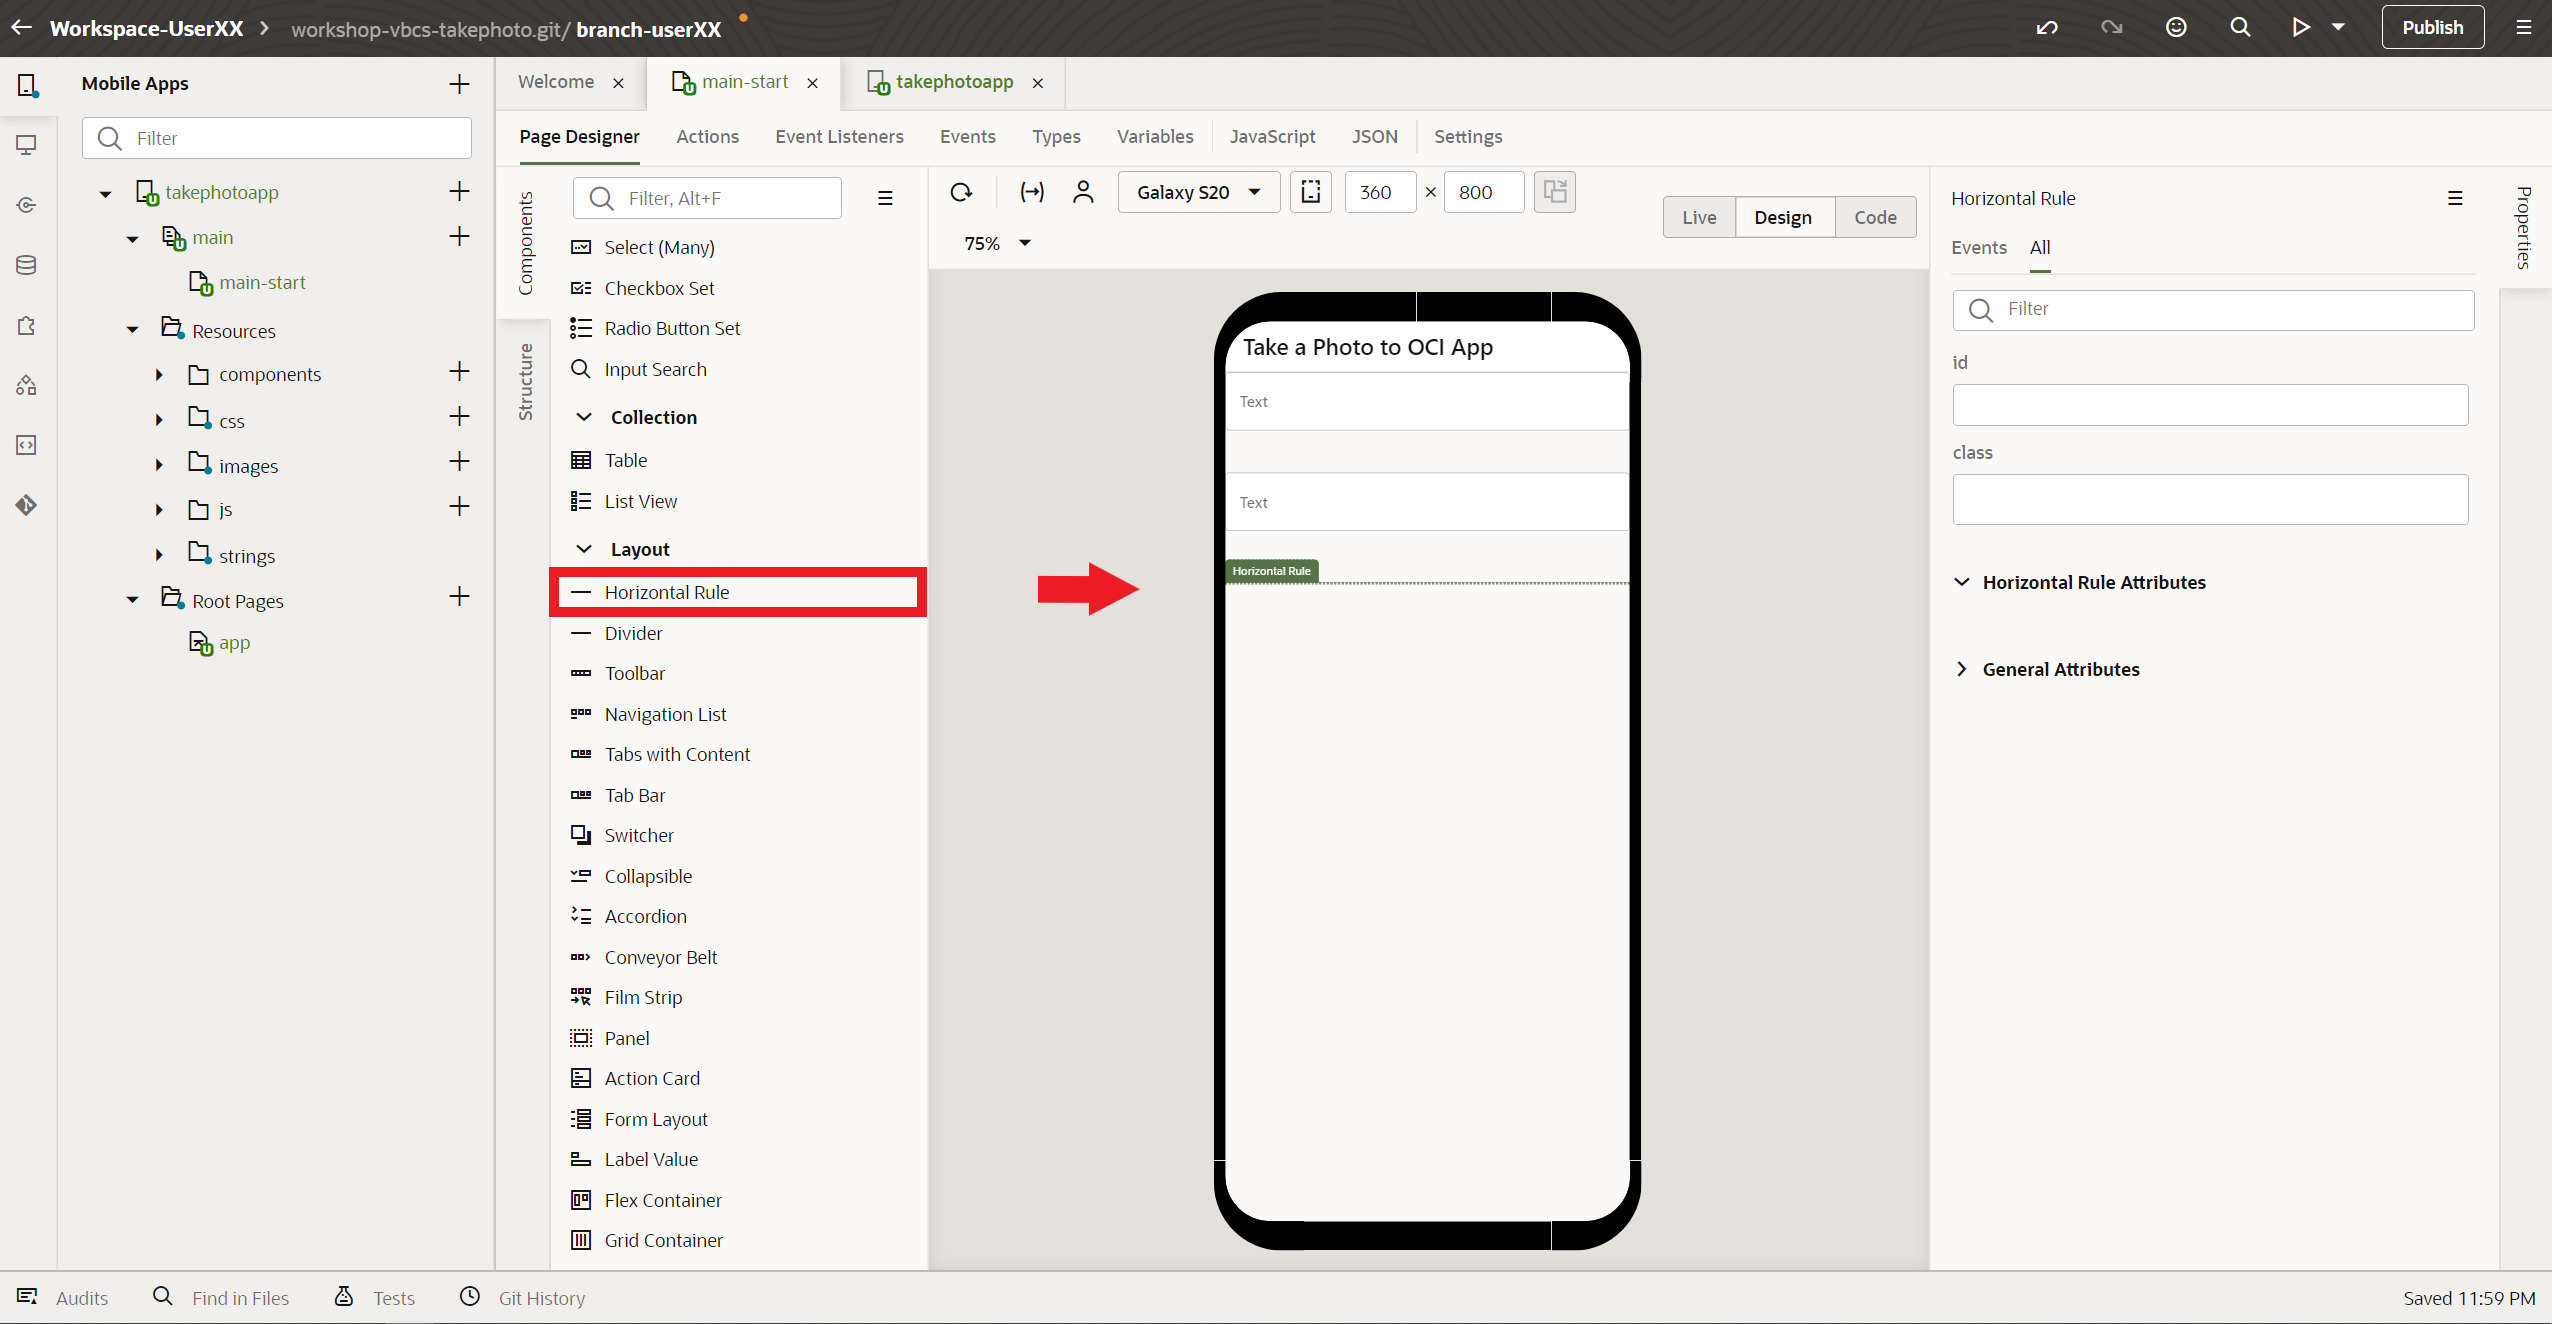 Workspace-UserXX workshop-vbcs-takephoto.git/ branch-userXX
Publish
Mobile Apps
Filter
takephotoapp
main
main-start
Resources
components
css
images
js
strings
Root Pages
app
Welcome
main-start
takephotoapp
Page Designer
Actions
Event Listeners
Events
Types
Variables
JavaScript
JSON
Settings
Components
Structure
Filter, Alt+F
Select (Many)
Checkbox Set
Radio Button Set
Input Search
Collection
Table
List View
Layout
Horizontal Rule
Divider
Toolbar
Navigation List
Tabs with Content
Tab Bar
Switcher
Collapsible
Accordion
Conveyor Belt
Film Strip
Panel
Action Card
Form Layout
Label Value
Flex Container
Grid Container
Galaxy S20
360 × 800
75%
Live
Design
Code
Take a Photo to OCI App
Text
Text
Horizontal Rule
Horizontal Rule
Events
All
Filter
id
class
Horizontal Rule Attributes
General Attributes
Properties
Audits
Find in Files
Tests
Git History
Saved 11:59 PM